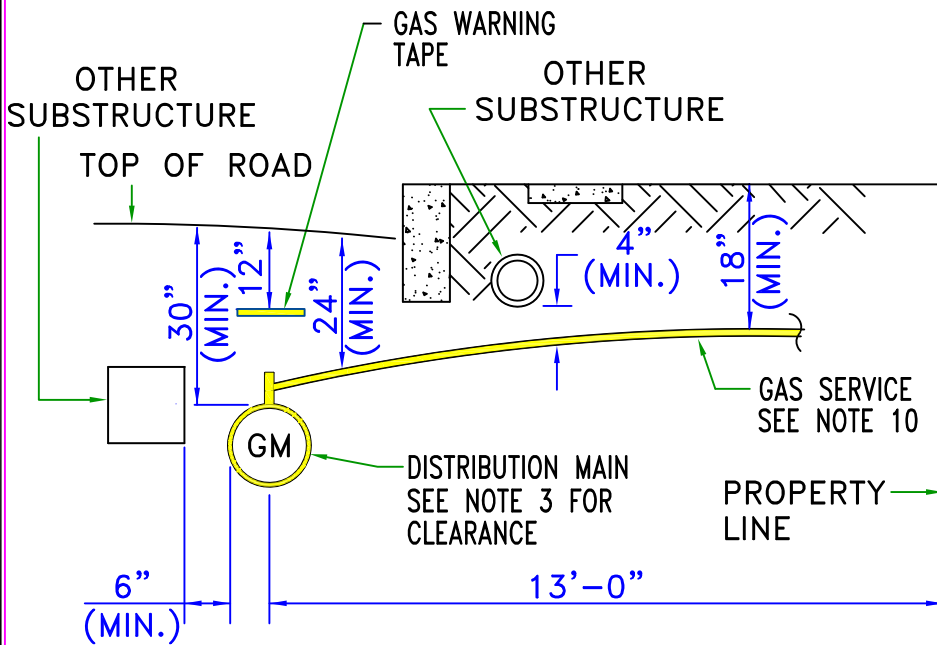 GAS WARNING
TAPE
OTHER
SUBSTRUCTURE
OTHER
SUBSTRUCTURE
TOP OF ROAD
30”
(MIN.)
12”
24”
(MIN.)
4”
(MIN.)
18”
(MIN.)
GAS SERVICE
SEE NOTE 10
GM
DISTRIBUTION MAIN
SEE NOTE 3 FOR
CLEARANCE
PROPERTY
LINE
6”
(MIN.)
13’-0”